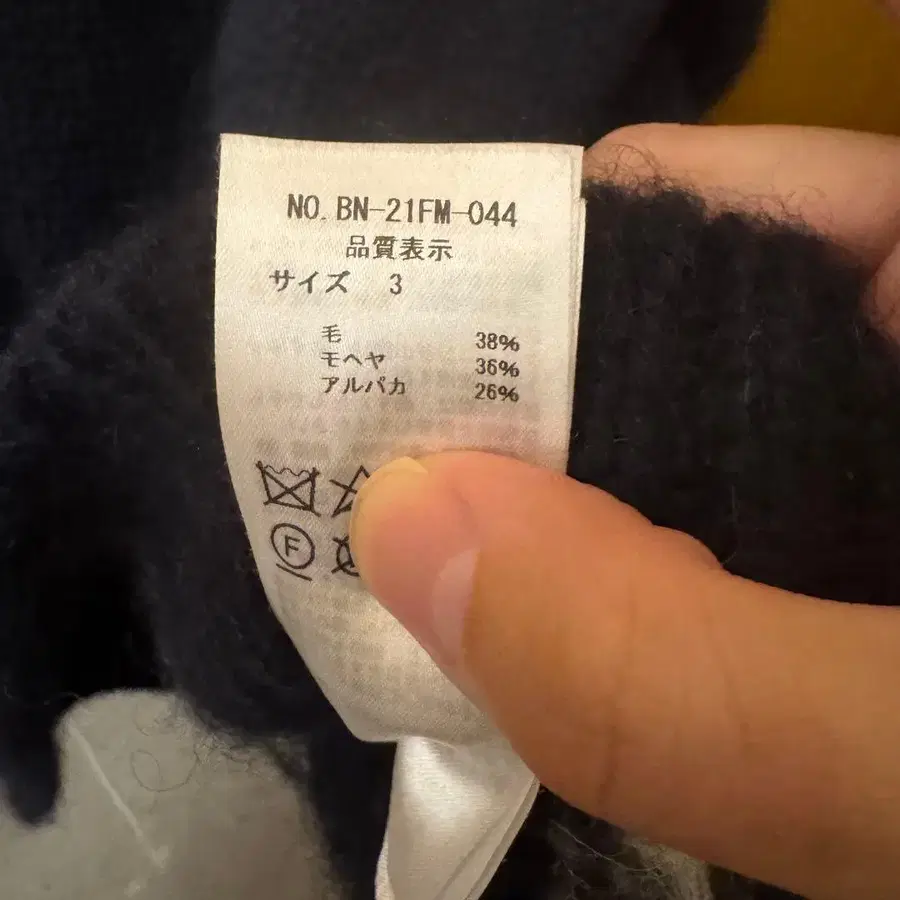 NO. BN-21FM-044
品質表示
サイズ 3
毛 38%
モヘヤ 36%
アルパカ 26%
F